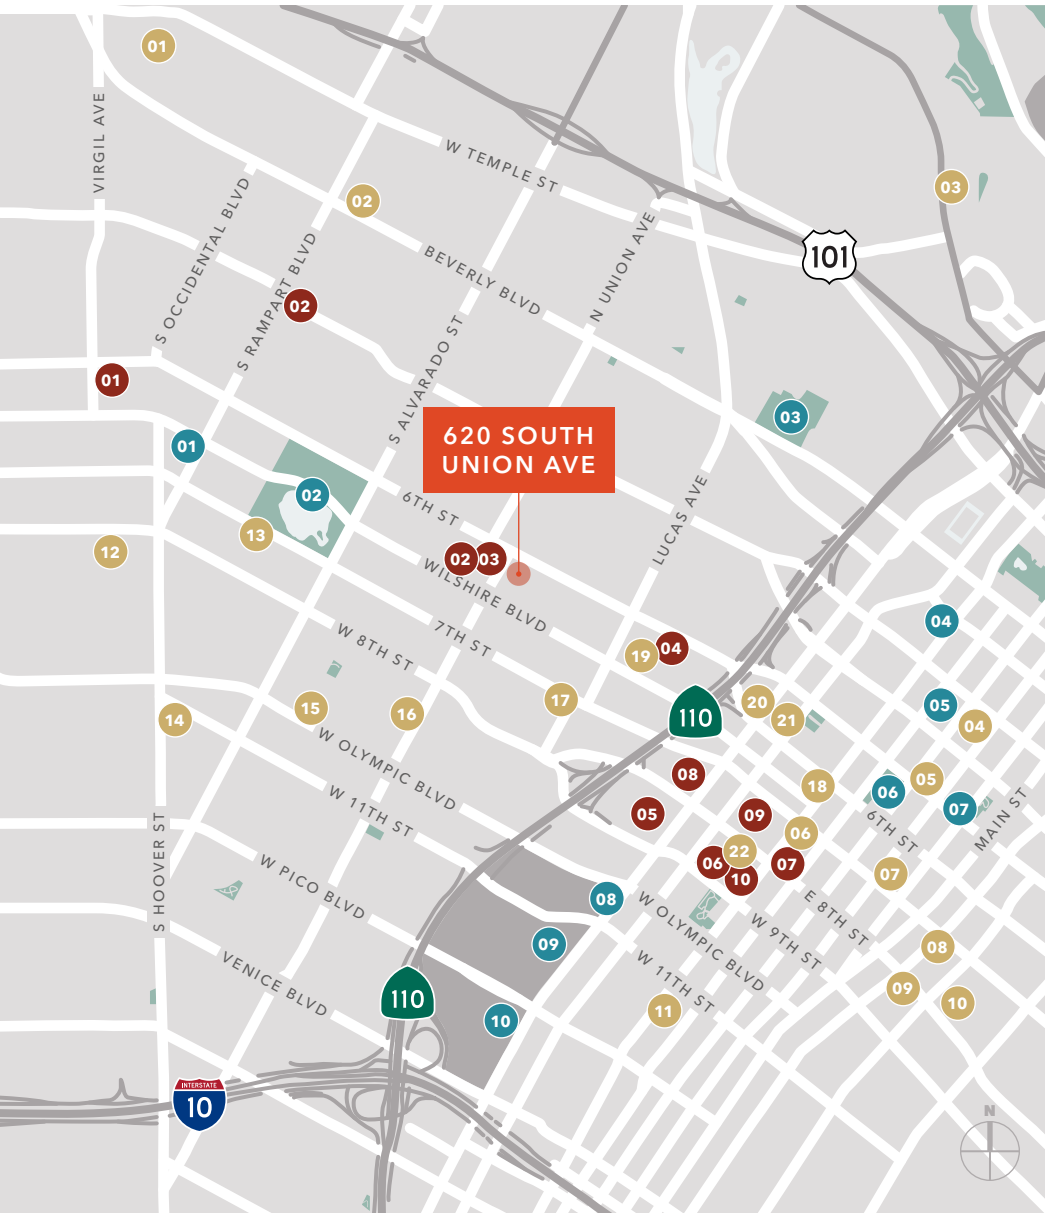 01
VIRGIL AVE
W TEMPLE ST
03
02
S OCCIDENTAL BLVD
S RAMPART BLVD
BEVERLY BLVD
N UNION AVE
101
02
S ALVARADO ST
01
03
620 SOUTH
UNION AVE
01
02
6TH ST
LUCAS AVE
13
12
02
03
WILSHIRE BLVD
04
7TH ST
W 8TH ST
19
04
17
20
21
110
05
04
14
15
16
W OLYMPIC BLVD
08
18
06
05
07
W 11TH ST
05
09
06
6TH ST
MAIN ST
S HOOVER ST
W PICO BLVD
06
22
10
07
07
08
W OLYMPIC BLVD
W 9TH ST
E 8TH ST
09
08
VENICE BLVD
W 11TH ST
110
10
11
09
10
INTERSTATE
10
N